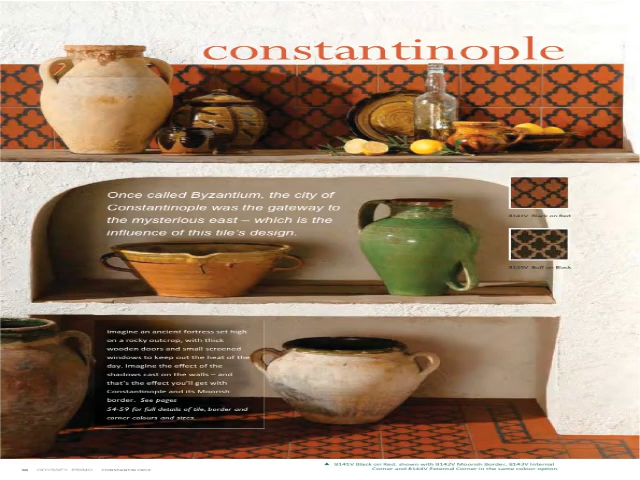 constantinople
Once called Byzantium, the city of
Constantinople was the gateway to
the mysterious east – which is the
influence of this tile's design.
Black on Red
Buff on Black
Imagine an ancient fortress set high
on a rocky outcrop, with thick
wooden doors and small screened
windows to keep out the heat of the
day. Imagine the effect of the
shadows cast on the walls – and
that's the effect you'll get with
Constantinople and its Moorish
border. See pages
54-59 for full details of tile, border and
corner colours and sizes.
CONSTANTINOPLE
▲ 8141V Black on Red, shown with 8142V Moorish Border, 8143V Internal
Corner and 8144V External Corner in the same colour option.